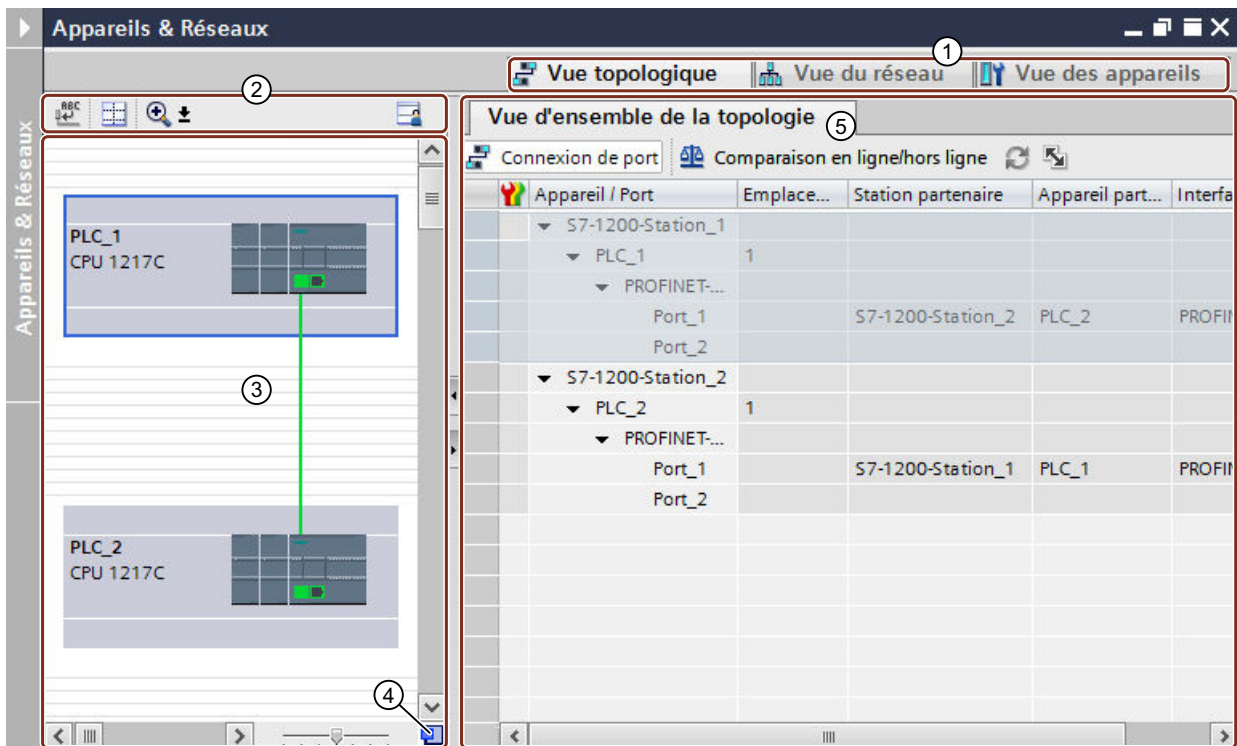 Appareils & Réseaux
1
Vue topologique Vue du réseau Vue des appareils
2
ABC
Appareils & Réseaux
Vue d'ensemble de la topologie
5
Connexion de port Comparaison en ligne/hors ligne
Appareil / Port Emplace... Station partenaire Appareil part... Interfa
S7-1200-Station_1
PLC_1 1
PROFINET-...
Port_1 S7-1200-Station_2 PLC_2 PROFIN
Port_2
S7-1200-Station_2
PLC_2 1
PROFINET-...
Port_1 S7-1200-Station_1 PLC_1 PROFIN
Port_2
PLC_1
CPU 1217C
3
PLC_2
CPU 1217C
4